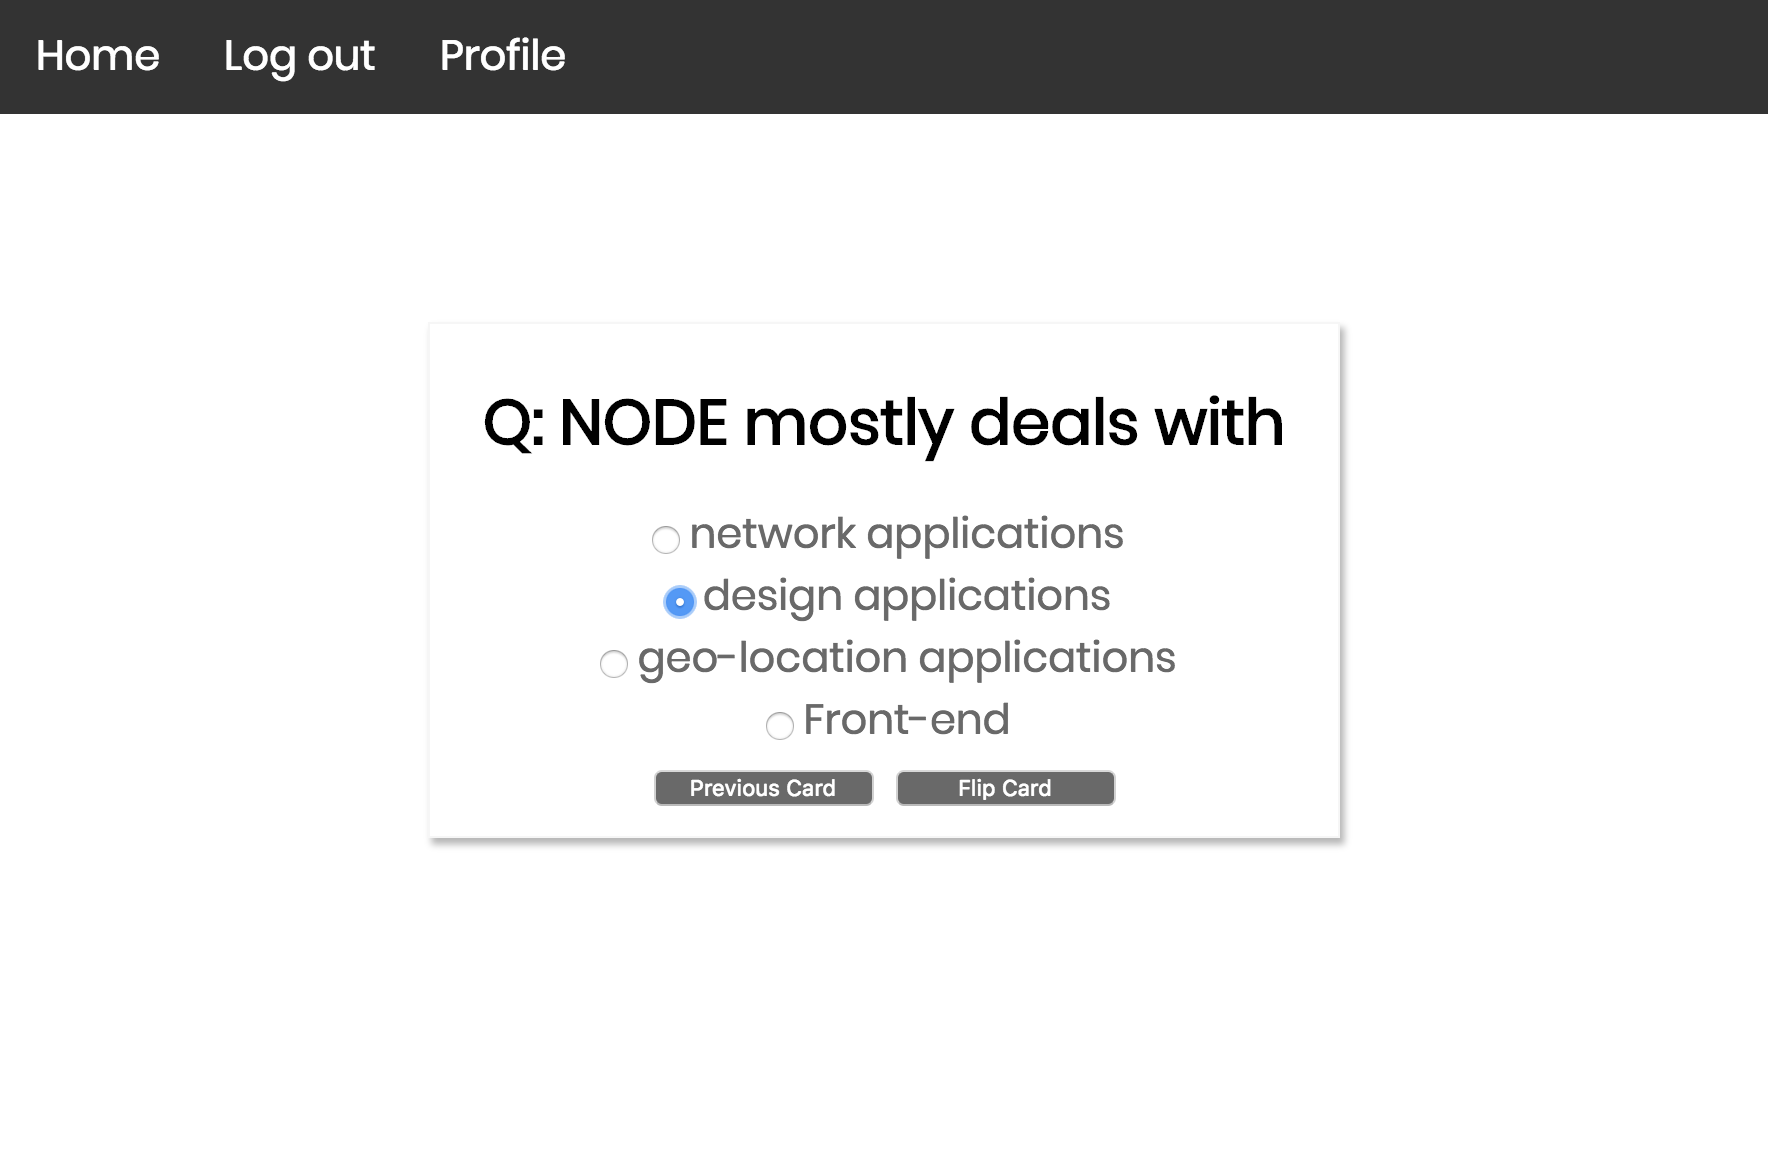 Home Log out Profile
Q: NODE mostly deals with
network applications
design applications
geo-location applications
Front-end
Previous Card Flip Card